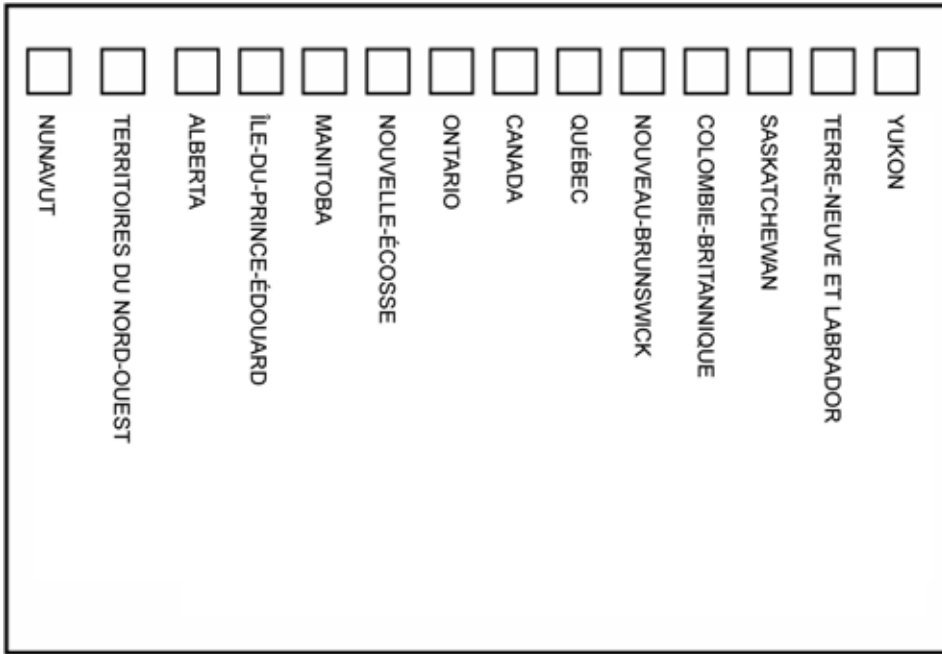 YUKON
TERRE-NEUVE ET LABRADOR
SASKATCHEWAN
COLOMBIE-BRITANNIQUE
NOUVEAU-BRUNSWICK
QUÉBEC
CANADA
ONTARIO
NOUVELLE-ÉCOSSE
MANITOBA
ÎLE-DU-PRINCE-ÉDOUARD
ALBERTA
TERRITOIRES DU NORD-OUEST
NUNAVUT